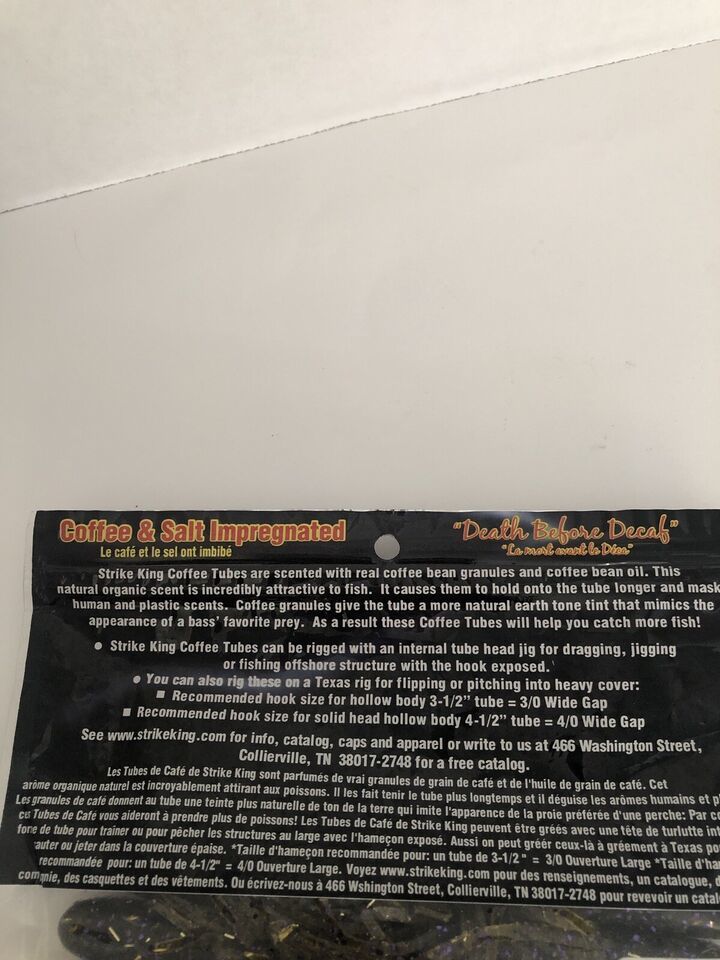 Coffee & Salt Impregnated
Le café et le sel ont imbibé
"Death Before Decaf"
"La mort avant le Déca"
Strike King Coffee Tubes are scented with real coffee bean granules and coffee bean oil. This
natural organic scent is incredibly attractive to fish. It causes them to hold onto the tube longer and mask
human and plastic scents. Coffee granules give the tube a more natural earth tone tint that mimics the
appearance of a bass' favorite prey. As a result these Coffee Tubes will help you catch more fish!
• Strike King Coffee Tubes can be rigged with an internal tube head jig for dragging, jigging
or fishing offshore structure with the hook exposed.
• You can also rig these on a Texas rig for flipping or pitching into heavy cover:
■ Recommended hook size for hollow body 3-1/2" tube = 3/0 Wide Gap
■ Recommended hook size for solid head hollow body 4-1/2" tube = 4/0 Wide Gap
See www.strikeking.com for info, catalog, caps and apparel or write to us at 466 Washington Street,
Collierville, TN 38017-2748 for a free catalog.
Les Tubes de Café de Strike King sont parfumés de vrai granules de grain de café et de l'huile de grain de café. Cet
arôme organique naturel est incroyablement attirant aux poissons. Il les fait tenir le tube plus longtemps et il déguise les arômes humains et pl
Les granules de café donnent au tube une teinte plus naturelle de ton de la terre qui imite l'apparence de la proie préférée d'une perche: Par co
ces Tubes de Café vous aideront à prendre plus de poissons! Les Tubes de Café de Strike King peuvent être gréés avec une tête de turlutte int
forie de tube pour traîner ou pour pêcher les structures au large avec l'hameçon exposé. Aussi on peut gréér ceux-là à gréement à Texas po
auter ou jeter dans la couverture épaise. *Taille d'hameçon recommandée pour: un tube de 3-1/2 " = 3/0 Ouverture Large *Taille d'ha
recommandée pour: un tube de 4-1/2" = 4/0 Ouverture Large. Voyez www.strikeking.com pour des renseignements, un catalogue, d
compnie, des casquettes et des vêtements. Ou écrivez-nous à 466 Wshington Street, Collierville, TN 38017-2748 pour revevoir un catal